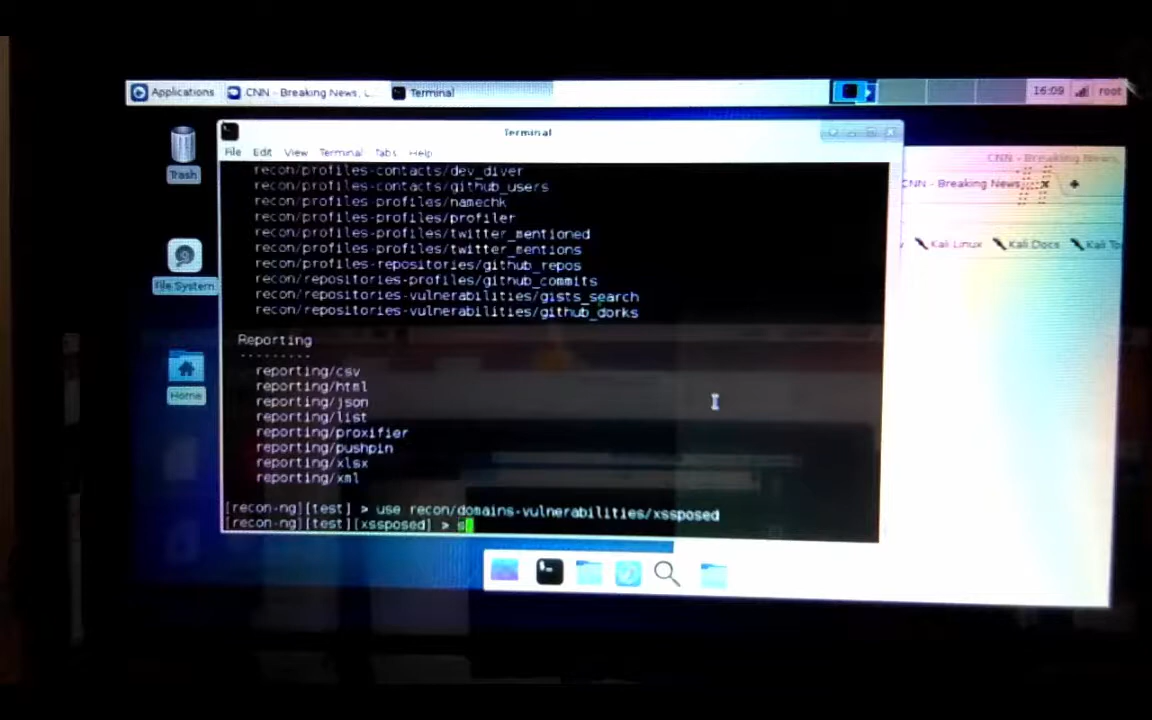 Applications
CNN - Breaking News, L...
Terminal
16:09
root
Trash
File System
Home
Terminal
File Edit View Terminal Tabs Help
recon/profiles-contacts/dev_diver
recon/profiles-contacts/github_users
recon/profiles-profiles/namechk
recon/profiles-profiles/profiler
recon/profiles-profiles/twitter_mentioned
recon/profiles-profiles/twitter_mentions
recon/profiles-repositories/github_repos
recon/repositories-profiles/github_commits
recon/repositories-vulnerabilities/gists_search
recon/repositories-vulnerabilities/github_dorks
Reporting
---------
reporting/csv
reporting/html
reporting/json
reporting/list
reporting/proxifier
reporting/pushpin
reporting/xlsx
reporting/xml
[recon-ng][test] > use recon/domains-vulnerabilities/xssposed
[recon-ng][test][xssposed] > s
CNN - Breaking News,
CNN - Breaking News,
Kali Linux
Kali Docs
Kali To